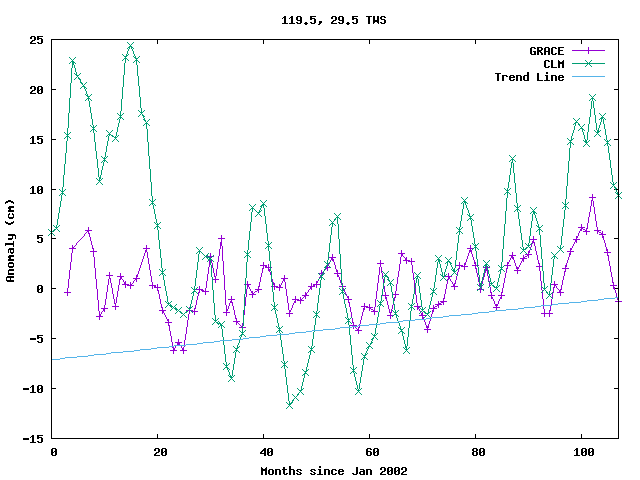 119.5, 29.5 TWS
GRACE
CLM
Trend Line
Anomaly (cm)
25
20
15
10
5
0
-5
-10
-15
0 20 40 60 80 100
Months since Jan 2002